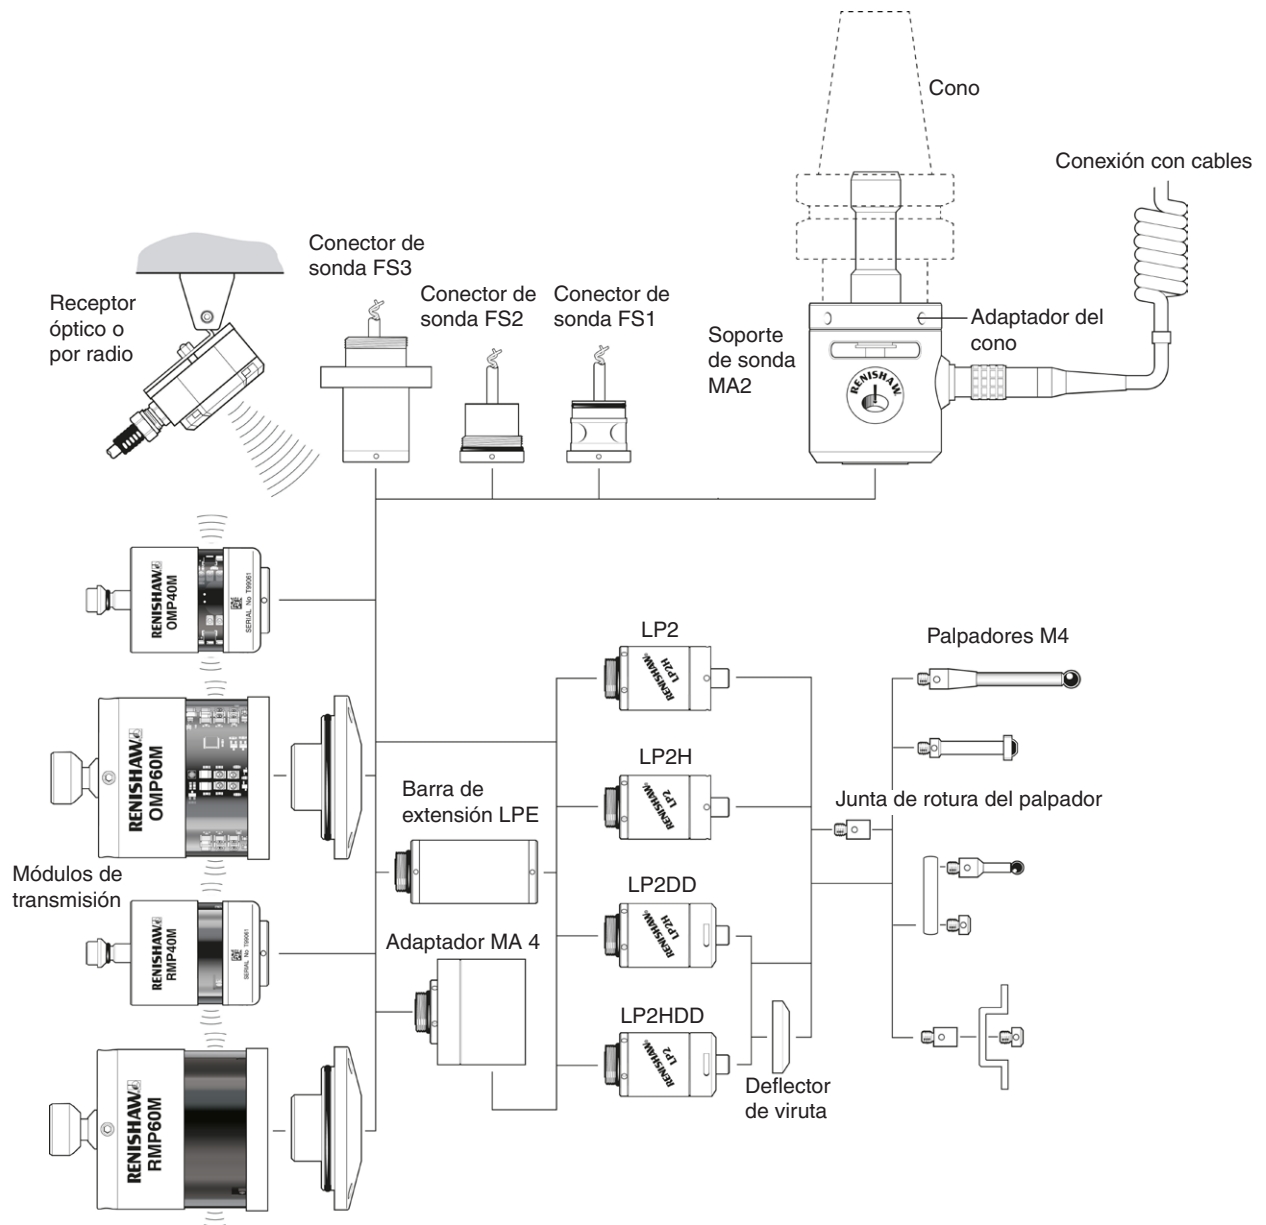 Cono
Conexión con cables
Conector de
sonda FS3
Receptor
óptico o
por radio
Conector de
sonda FS2
Conector de
sonda FS1
Soporte
de sonda
MA2
Adaptador del
cono
RENISHAW
RENISHAW
OMP40M
SERIAL No T99061
LP2
RENISHAW
LP2H
Palpadores M4
RENISHAW
OMP60M
LP2H
RENISHAW
LP2
Barra de
extensión LPE
Junta de rotura del palpador
Módulos de
transmisión
LP2DD
RENISHAW
LP2H
RENISHAW
RMP40M
SERIAL No T99061
Adaptador MA 4
LP2HDD
RENISHAW
LP2
Deflector
de viruta
RENISHAW
RMP60M